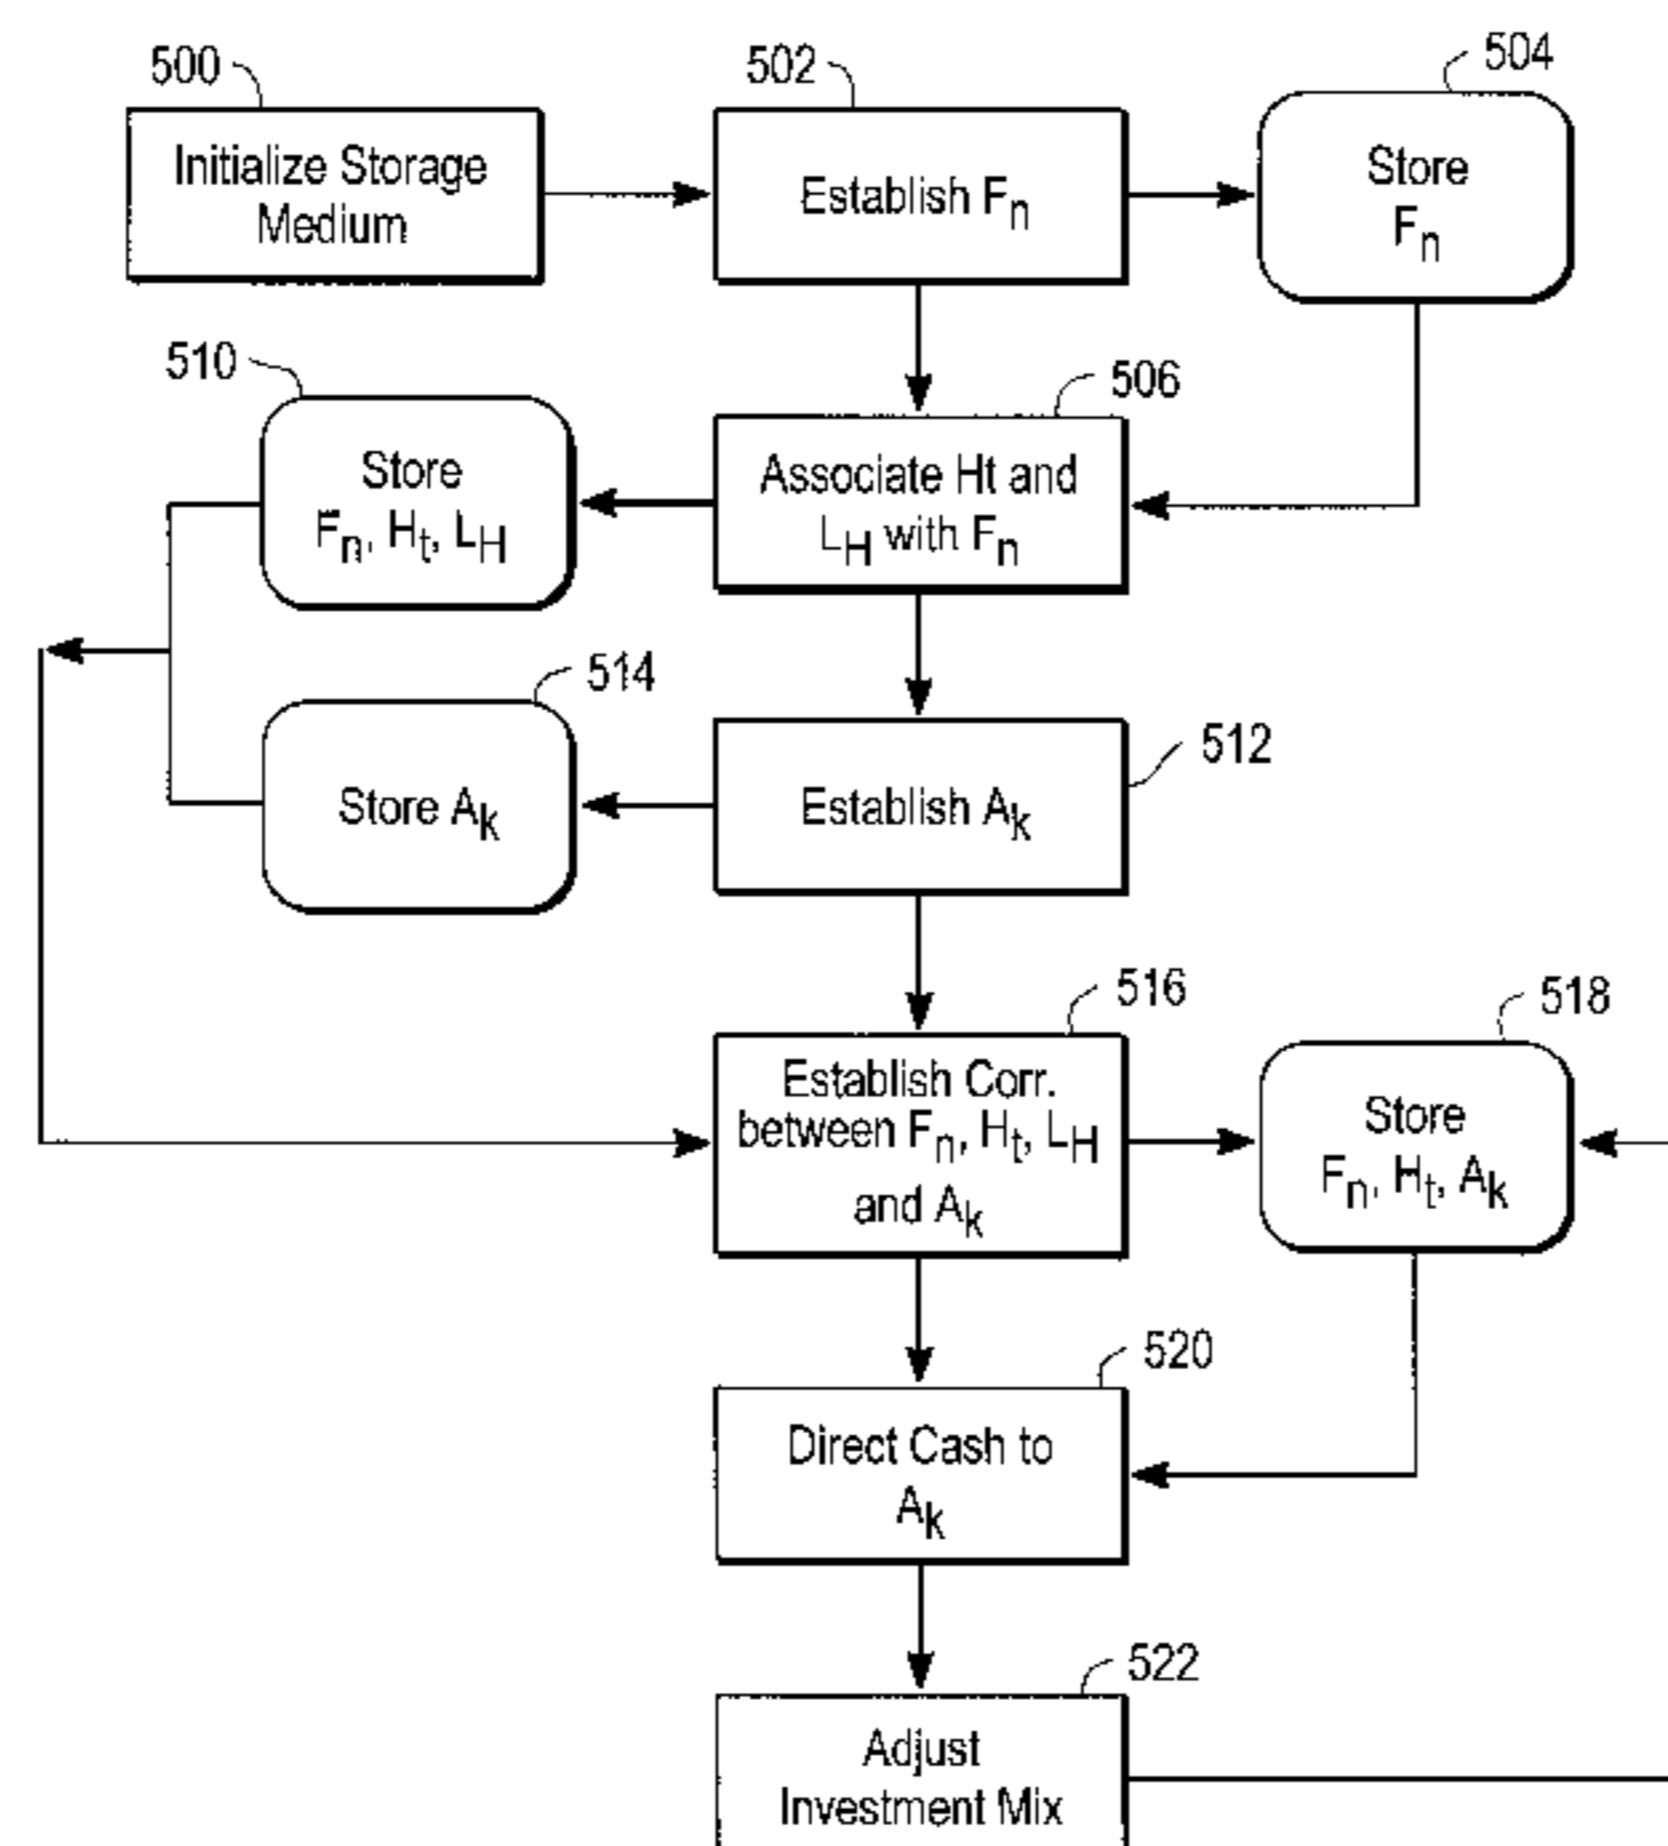 500
Initialize Storage
Medium
502
Establish Fn
504
Store
Fn
506
Associate Ht and
LH with Fn
510
Store
Fn, Ht, LH
512
Establish Ak
514
Store Ak
516
Establish Corr.
between Fn, Ht, LH
and Ak
518
Store
Fn, Ht, Ak
520
Direct Cash to
Ak
522
Adjust
Investment Mix